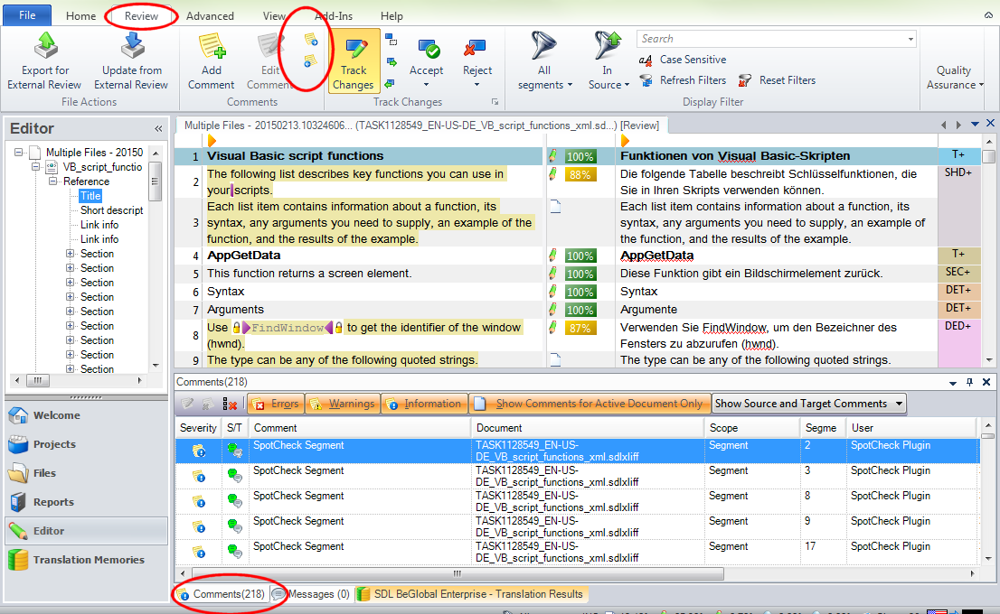 File Home Review Advanced View Add-Ins Help
Export for External Review
Update from External Review
File Actions
Add Comment
Edit Commen
Comments
Track Changes
Accept
Reject
Track Changes
All segments
In Source
Search
Case Sensitive
Refresh Filters
Reset Filters
Display Filter
Quality Assurance
Editor
Multiple Files - 20150
VB_script_functio
Reference
Title
Short descript
Link info
Link info
Section
Section
Section
Section
Section
Section
Section
Section
Section
Welcome
Projects
Files
Reports
Editor
Translation Memories
Multiple Files - 20150213.10324606... (TASK1128549_EN-US-DE_VB_script_functions_xml.sd...) [Review]
1 Visual Basic script functions 100% Funktionen von Visual Basic-Skripten T+
2 The following list describes key functions you can use in your scripts. 88% Die folgende Tabelle beschreibt Schlüsselfunktionen, die Sie in Ihren Skripts verwenden können. SHD+
3 Each list item contains information about a function, its syntax, any arguments you need to supply, an example of the function, and the results of the example. Each list item contains information about a function, its syntax, any arguments you need to supply, an example of the function, and the results of the example.
4 AppGetData 100% AppGetData T+
5 This function returns a screen element. 100% Diese Funktion gibt ein Bildschirmelement zurück. SEC+
6 Syntax 100% Syntax DET+
7 Arguments 100% Argumente DET+
8 Use FindWindow to get the identifier of the window (hwnd). 87% Verwenden Sie FindWindow, um den Bezeichner des Fensters zu abzurufen (hwnd). DED+
9 The type can be any of the following quoted strings. The type can be any of the following quoted strings.
Comments(218)
Errors Warnings Information Show Comments for Active Document Only Show Source and Target Comments
Severity S/T Comment Document Scope Segme User
SpotCheck Segment TASK1128549_EN-US-DE_VB_script_functions_xml.sdlxliff Segment 2 SpotCheck Plugin
SpotCheck Segment TASK1128549_EN-US-DE_VB_script_functions_xml.sdlxliff Segment 3 SpotCheck Plugin
SpotCheck Segment TASK1128549_EN-US-DE_VB_script_functions_xml.sdlxliff Segment 8 SpotCheck Plugin
SpotCheck Segment TASK1128549_EN-US-DE_VB_script_functions_xml.sdlxliff Segment 9 SpotCheck Plugin
SpotCheck Segment TASK1128549_EN-US-DE_VB_script_functions_xml.sdlxliff Segment 17 SpotCheck Plugin
Comments(218) Messages (0) SDL BeGlobal Enterprise - Translation Results